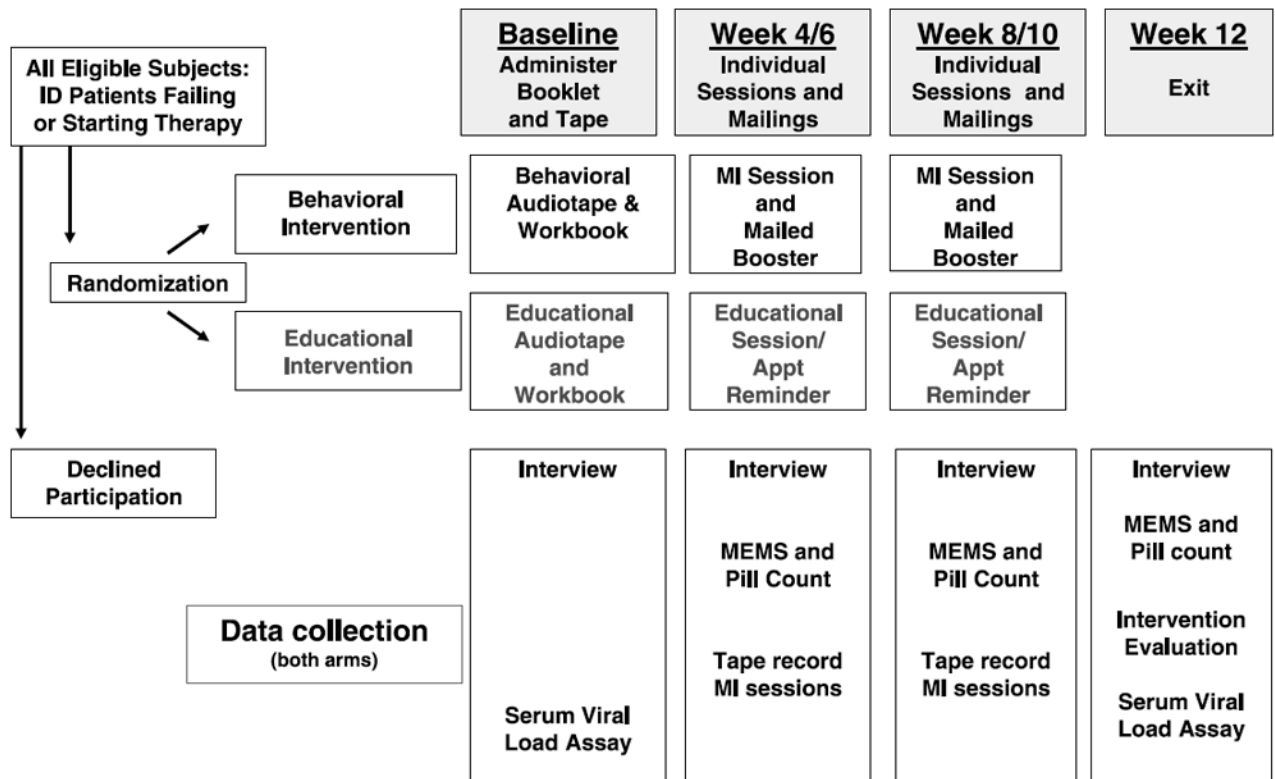 All Eligible Subjects:
ID Patients Failing
or Starting Therapy
Baseline
Administer
Booklet
and Tape
Week 4/6
Individual
Sessions and
Mailings
Week 8/10
Individual
Sessions and
Mailings
Week 12
Exit
Randomization
Behavioral
Intervention
Behavioral
Audiotape &
Workbook
MI Session
and
Mailed
Booster
MI Session
and
Mailed
Booster
Educational
Intervention
Educational
Audiotape
and
Workbook
Educational
Session/
Appt
Reminder
Educational
Session/
Appt
Reminder
Declined
Participation
Data collection
(both arms)
Interview
Serum Viral
Load Assay
Interview
MEMS and
Pill Count
Tape record
MI sessions
Interview
MEMS and
Pill Count
Tape record
MI sessions
Interview
MEMS and
Pill count
Intervention
Evaluation
Serum Viral
Load Assay